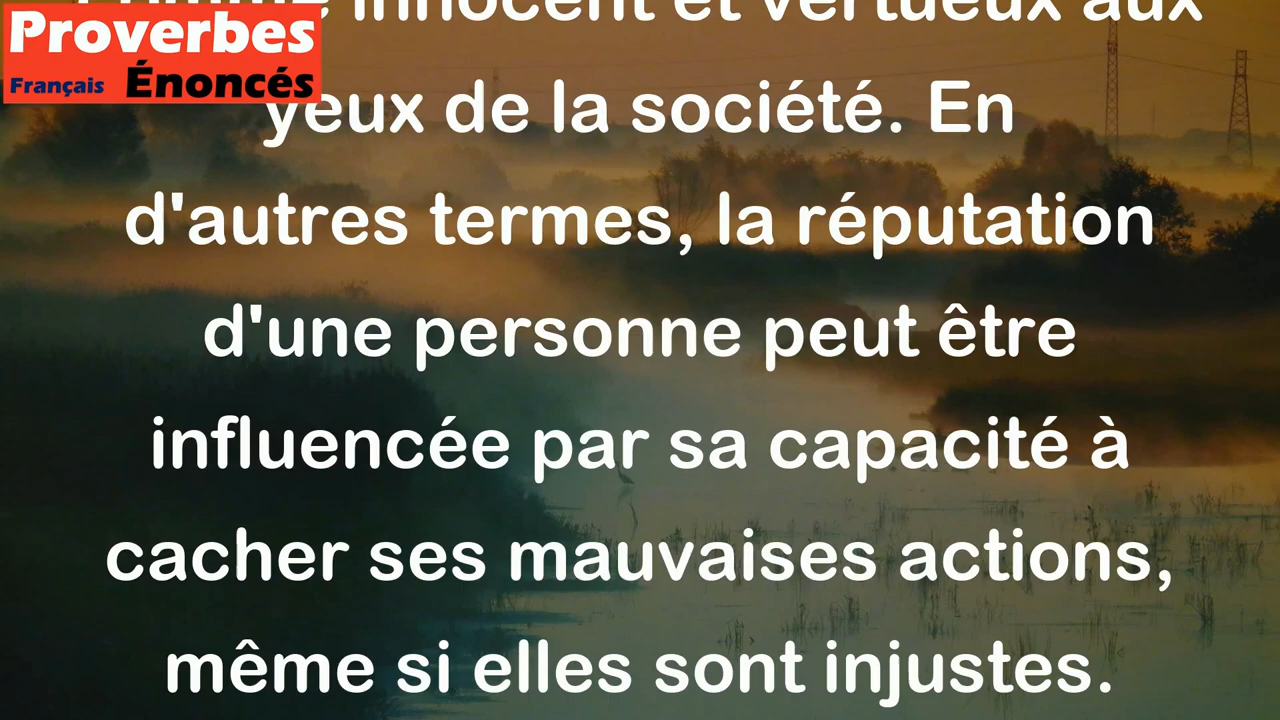 Proverbes
Français Énoncés
comme innocent et vertueux aux
yeux de la société. En
d'autres termes, la réputation
d'une personne peut être
influencée par sa capacité à
cacher ses mauvaises actions,
même si elles sont injustes.